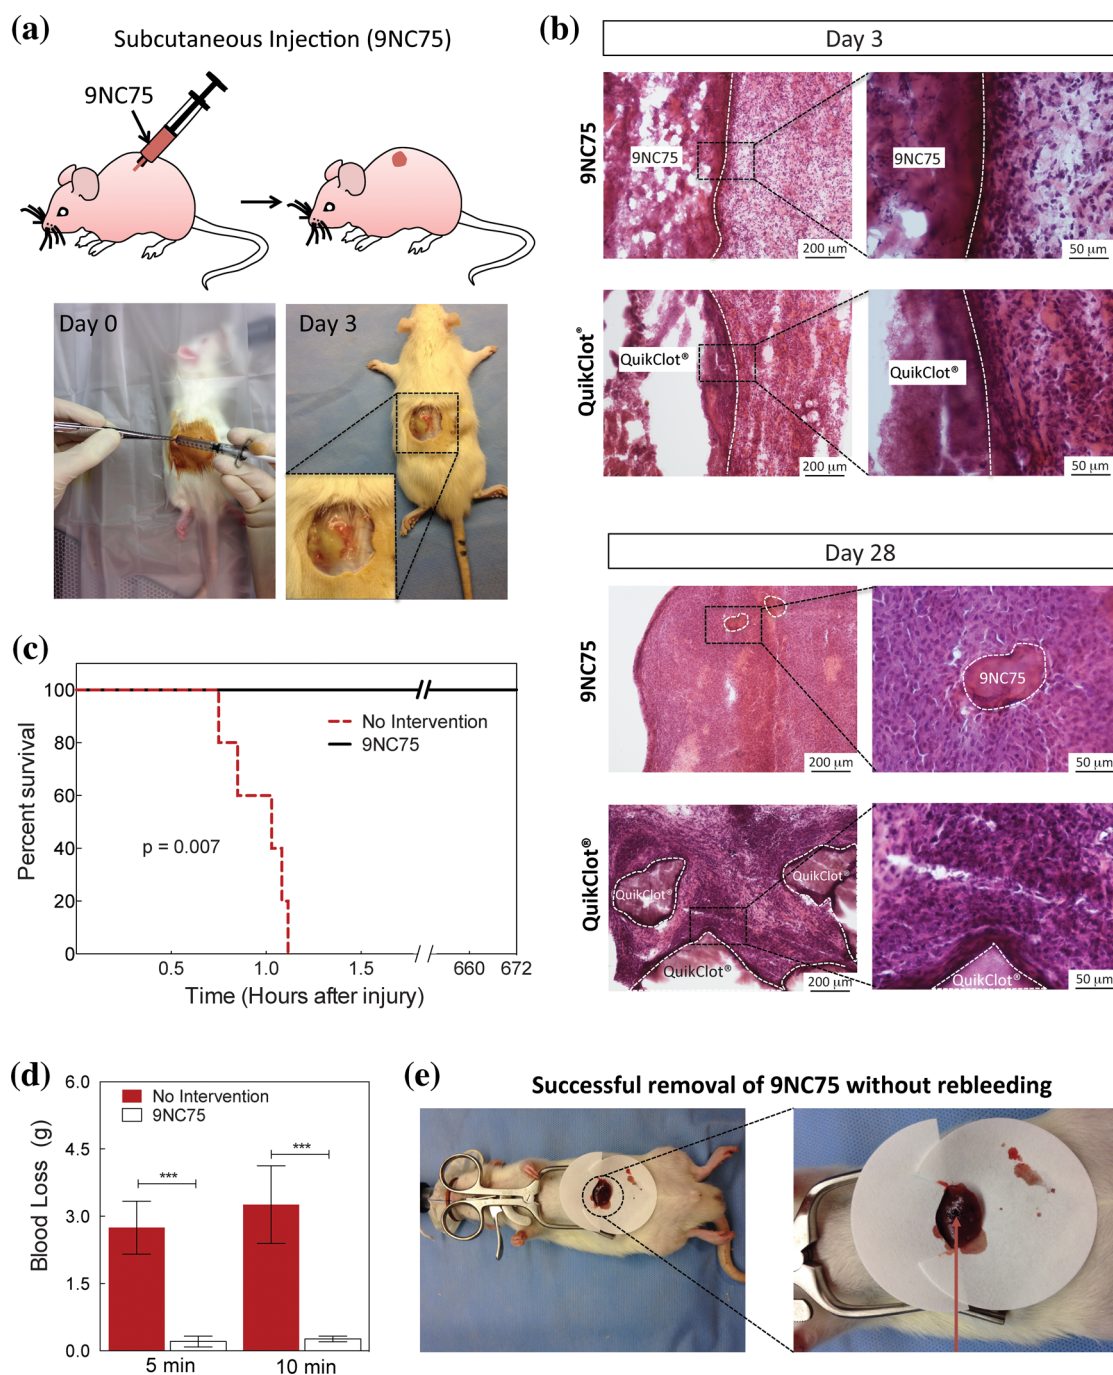 (a)
Subcutaneous Injection (9NC75)
9NC75
Day 0
Day 3
(b)
Day 3
9NC75
9NC75
9NC75
200 µm
50 µm
QuikClot®
QuikClot®
QuikClot®
200 µm
50 µm
Day 28
9NC75
9NC75
200 µm
50 µm
QuikClot®
QuikClot®
QuikClot®
QuikClot®
QuikClot®
200 µm
50 µm
(c)
Percent survival
100
80
60
40
20
0
No Intervention
9NC75
p = 0.007
0.5
1.0
1.5
660
672
Time (Hours after injury)
(d)
Blood Loss (g)
6.0
4.5
3.0
1.5
0.0
No Intervention
9NC75
***
***
5 min
10 min
(e)
Successful removal of 9NC75 without rebleeding